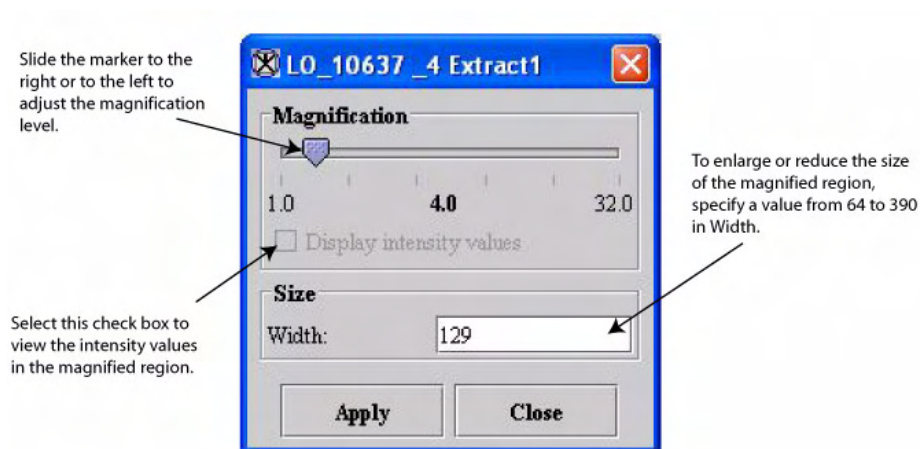 Slide the marker to the
right or to the left to
adjust the magnification
level.
LO_10637 _4 Extract1
Magnification
1.0 4.0 32.0
Display intensity values
To enlarge or reduce the size
of the magnified region,
specify a value from 64 to 390
in Width.
Select this check box to
view the intensity values
in the magnified region.
Size
Width: 129
Apply Close